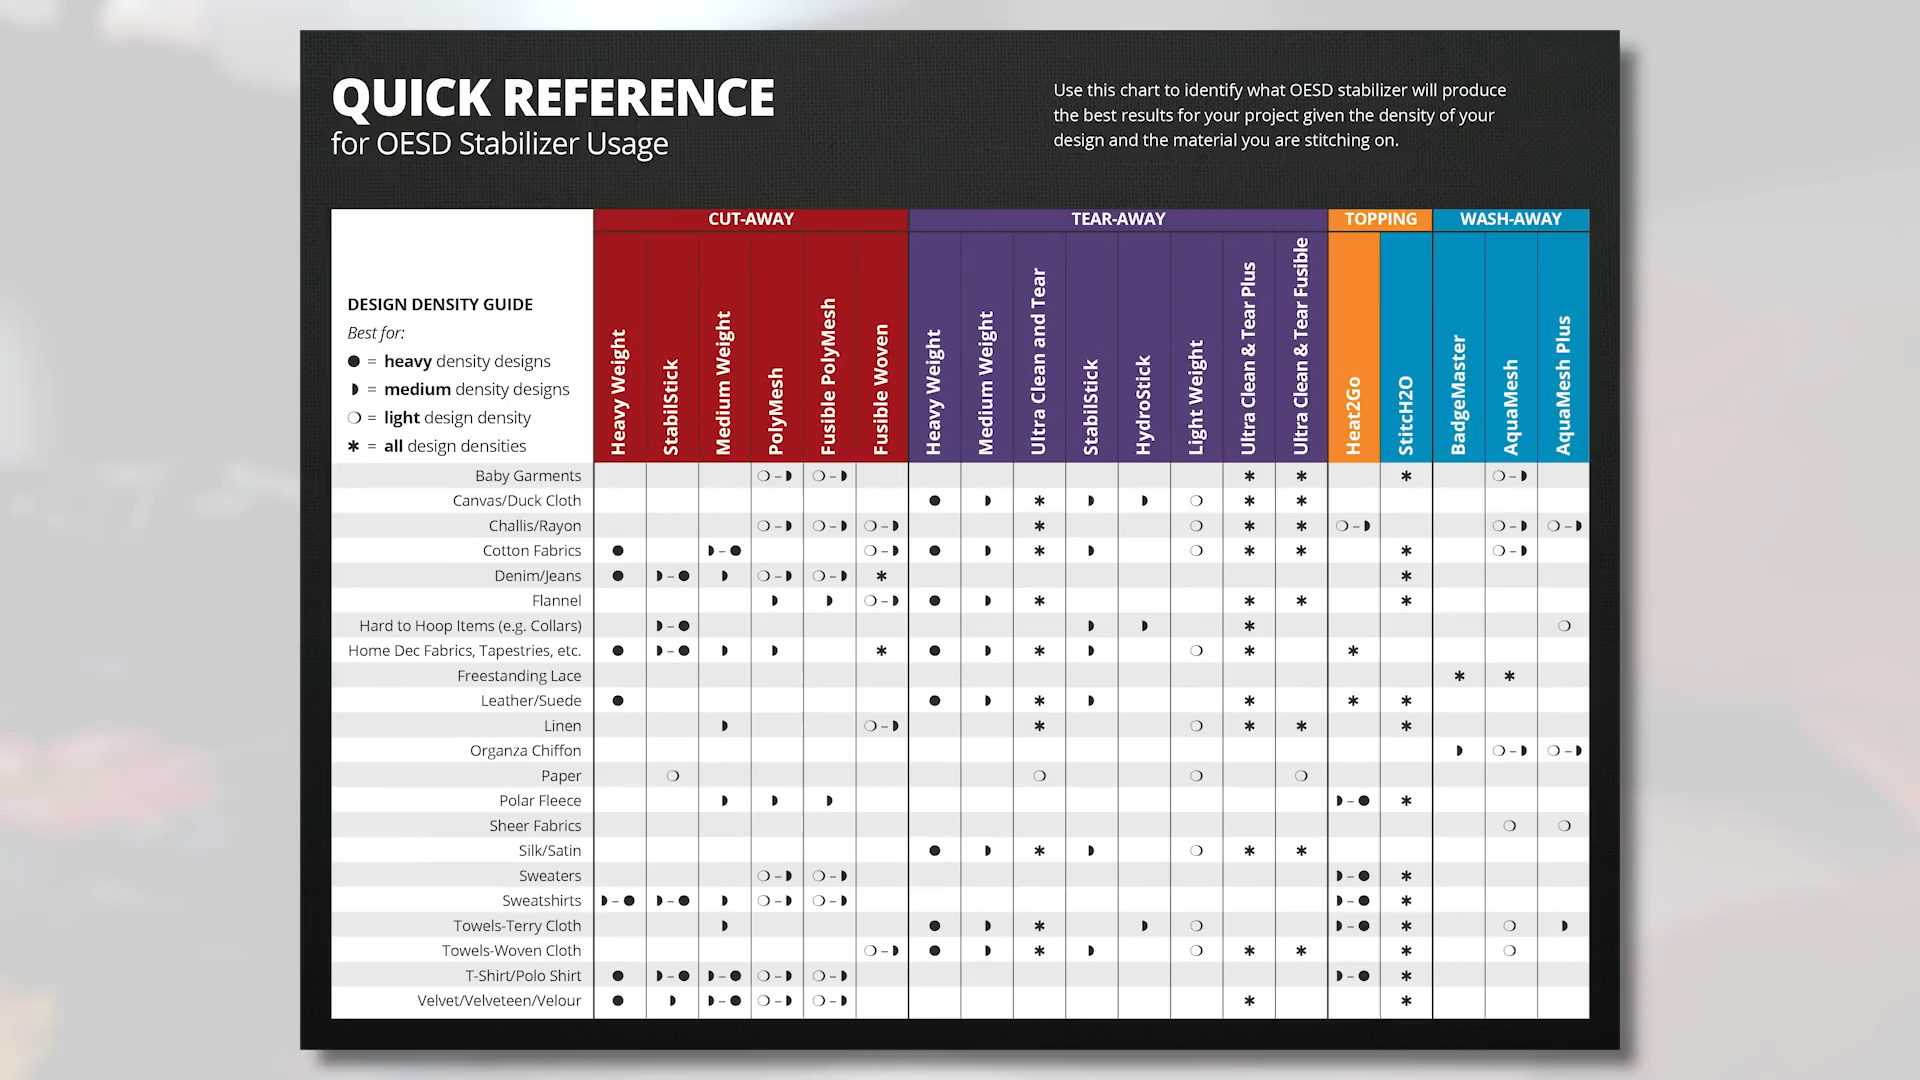 QUICK REFERENCE
for OESD Stabilizer Usage
Use this chart to identify what OESD stabilizer will produce
the best results for your project given the density of your
design and the material you are stitching on.
CUT-AWAY TEAR-AWAY TOPPING WASH-AWAY
DESIGN DENSITY GUIDE
Best for:
● = heavy density designs
◗ = medium density designs
❍ = light design density
✱ = all design densities
Heavy Weight
StabilStick
Medium Weight
PolyMesh
Fusible PolyMesh
Fusible Woven
Heavy Weight
Medium Weight
Ultra Clean and Tear
StabilStick
HydroStick
Light Weight
Ultra Clean & Tear Plus
Ultra Clean & Tear Fusible
Heat2Go
StitcH2O
BadgeMaster
AquaMesh
AquaMesh Plus
Baby Garments ❍ – ◗ ❍ – ◗ ✱ ✱ ✱ ❍ – ◗
Canvas/Duck Cloth ● ◗ ✱ ◗ ◗ ❍ ✱ ✱
Challis/Rayon ❍ – ◗ ❍ – ◗ ❍ – ◗ ✱ ❍ ✱ ✱ ❍ – ◗ ❍ – ◗ ❍ – ◗
Cotton Fabrics ● ◗ – ● ❍ – ◗ ● ◗ ✱ ◗ ❍ ✱ ✱ ✱ ❍ – ◗
Denim/Jeans ● ◗ – ● ◗ ❍ – ◗ ❍ – ◗ ✱ ✱
Flannel ◗ ◗ ❍ – ◗ ● ◗ ✱ ✱ ✱ ✱
Hard to Hoop Items (e.g. Collars) ◗ – ● ◗ ◗ ✱ ❍
Home Dec Fabrics, Tapestries, etc. ● ◗ – ● ◗ ◗ ✱ ● ◗ ✱ ◗ ❍ ✱ ✱
Freestanding Lace ✱ ✱
Leather/Suede ● ● ◗ ✱ ◗ ✱ ✱ ✱
Linen ◗ ❍ – ◗ ✱ ❍ ✱ ✱ ✱
Organza Chiffon ◗ ❍ – ◗ ❍ – ◗
Paper ❍ ❍ ❍ ❍
Polar Fleece ◗ ◗ ◗ ◗ – ● ✱
Sheer Fabrics ❍ ❍
Silk/Satin ● ◗ ✱ ◗ ❍ ✱ ✱
Sweaters ❍ – ◗ ❍ – ◗ ◗ – ● ✱
Sweatshirts ◗ – ● ◗ – ● ◗ ❍ – ◗ ❍ – ◗ ◗ – ● ✱
Towels-Terry Cloth ◗ ● ◗ ✱ ◗ ❍ ◗ – ● ✱ ❍ ◗
Towels-Woven Cloth ❍ – ◗ ● ◗ ✱ ◗ ❍ ✱ ✱ ✱ ❍
T-Shirt/Polo Shirt ● ◗ – ● ◗ – ● ❍ – ◗ ❍ – ◗ ◗ – ● ✱
Velvet/Velveteen/Velour ● ◗ ◗ – ● ❍ – ◗ ❍ – ◗ ✱ ✱